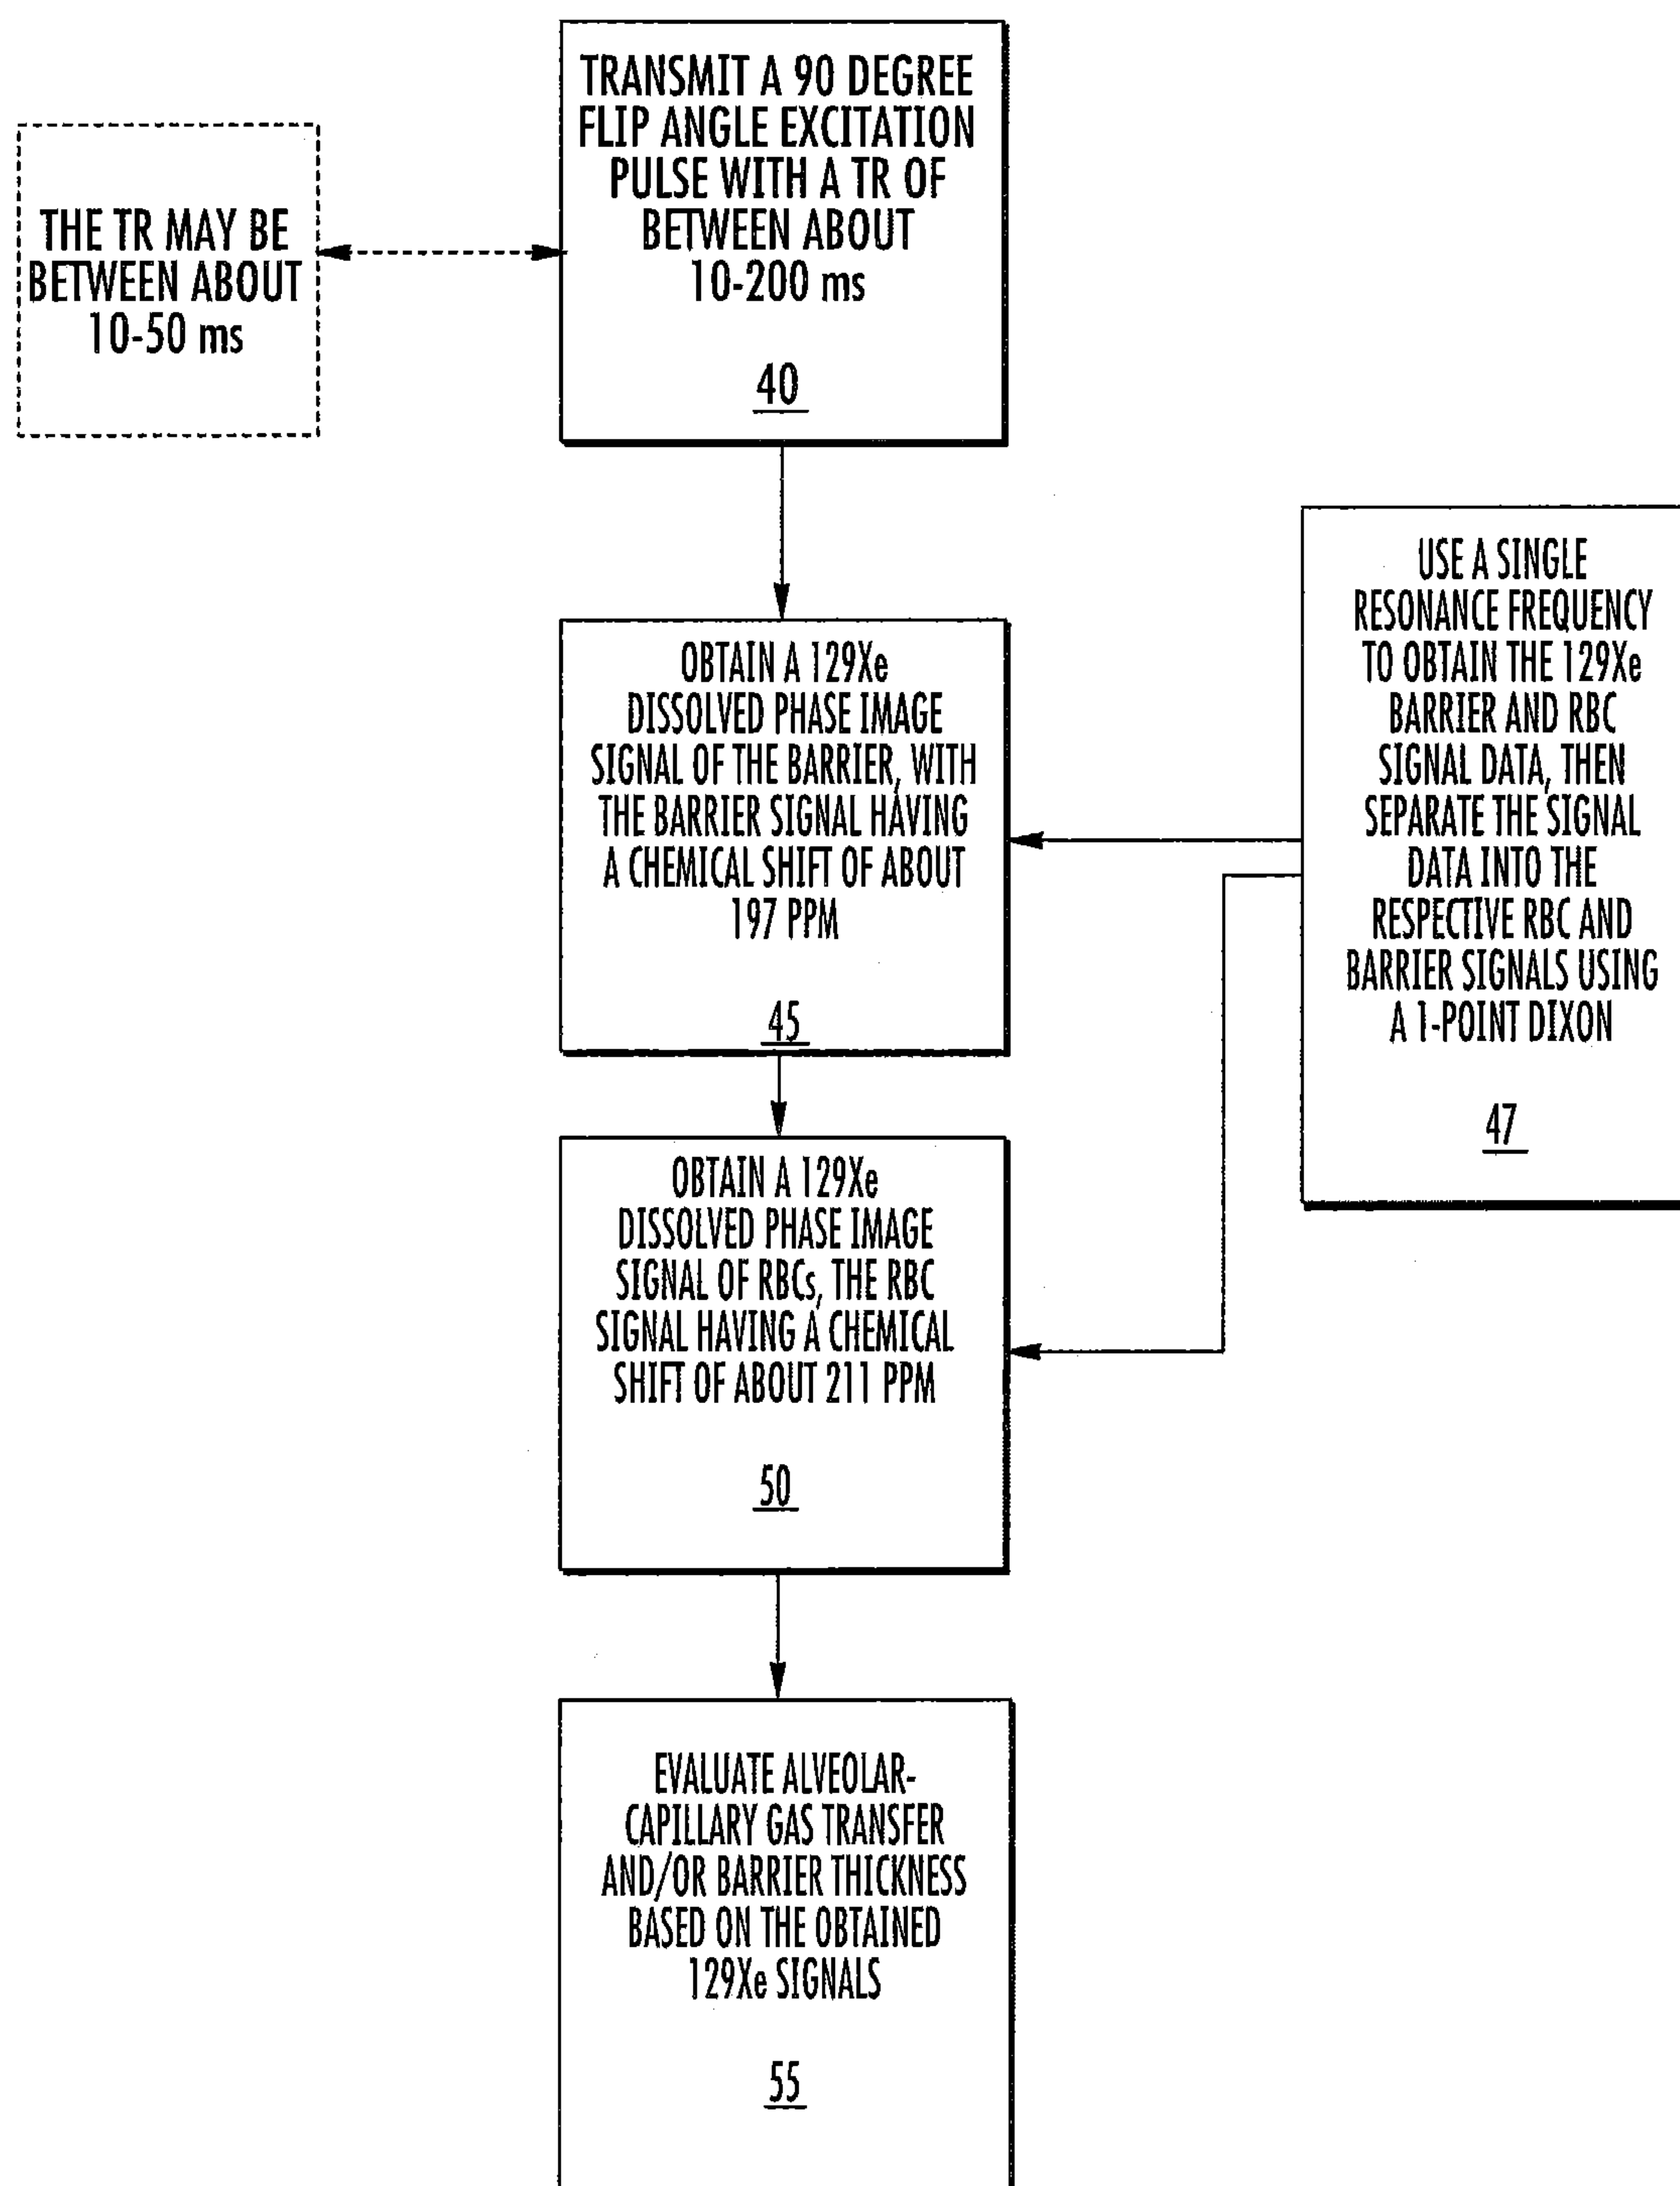 TRANSMIT A 90 DEGREE
FLIP ANGLE EXCITATION
PULSE WITH A TR OF
BETWEEN ABOUT
10-200 ms
40
THE TR MAY BE
BETWEEN ABOUT
10-50 ms
OBTAIN A 129Xe
DISSOLVED PHASE IMAGE
SIGNAL OF THE BARRIER, WITH
THE BARRIER SIGNAL HAVING
A CHEMICAL SHIFT OF ABOUT
197 PPM
45
USE A SINGLE
RESONANCE FREQUENCY
TO OBTAIN THE 129Xe
BARRIER AND RBC
SIGNAL DATA, THEN
SEPARATE THE SIGNAL
DATA INTO THE
RESPECTIVE RBC AND
BARRIER SIGNALS USING
A 1-POINT DIXON
47
OBTAIN A 129Xe
DISSOLVED PHASE IMAGE
SIGNAL OF RBCs, THE RBC
SIGNAL HAVING A CHEMICAL
SHIFT OF ABOUT 211 PPM
50
EVALUATE ALVEOLAR-
CAPILLARY GAS TRANSFER
AND/OR BARRIER THICKNESS
BASED ON THE OBTAINED
129Xe SIGNALS
55